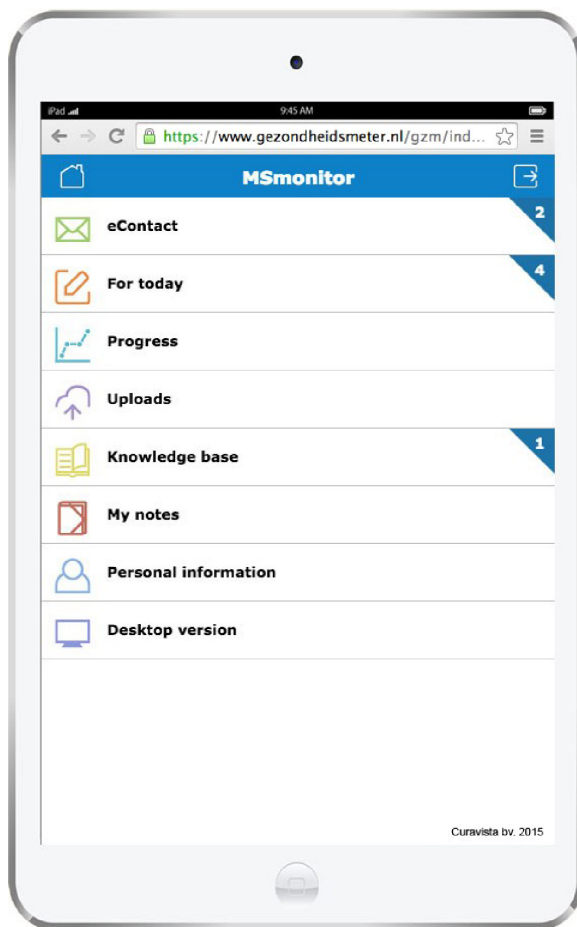 iPad 9:45 AM
https://www.gezondheidsmeter.nl/gzm/ind...
MSmonitor
eContact 2
For today 4
Progress
Uploads
Knowledge base 1
My notes
Personal information
Desktop version
Curavista bv. 2015